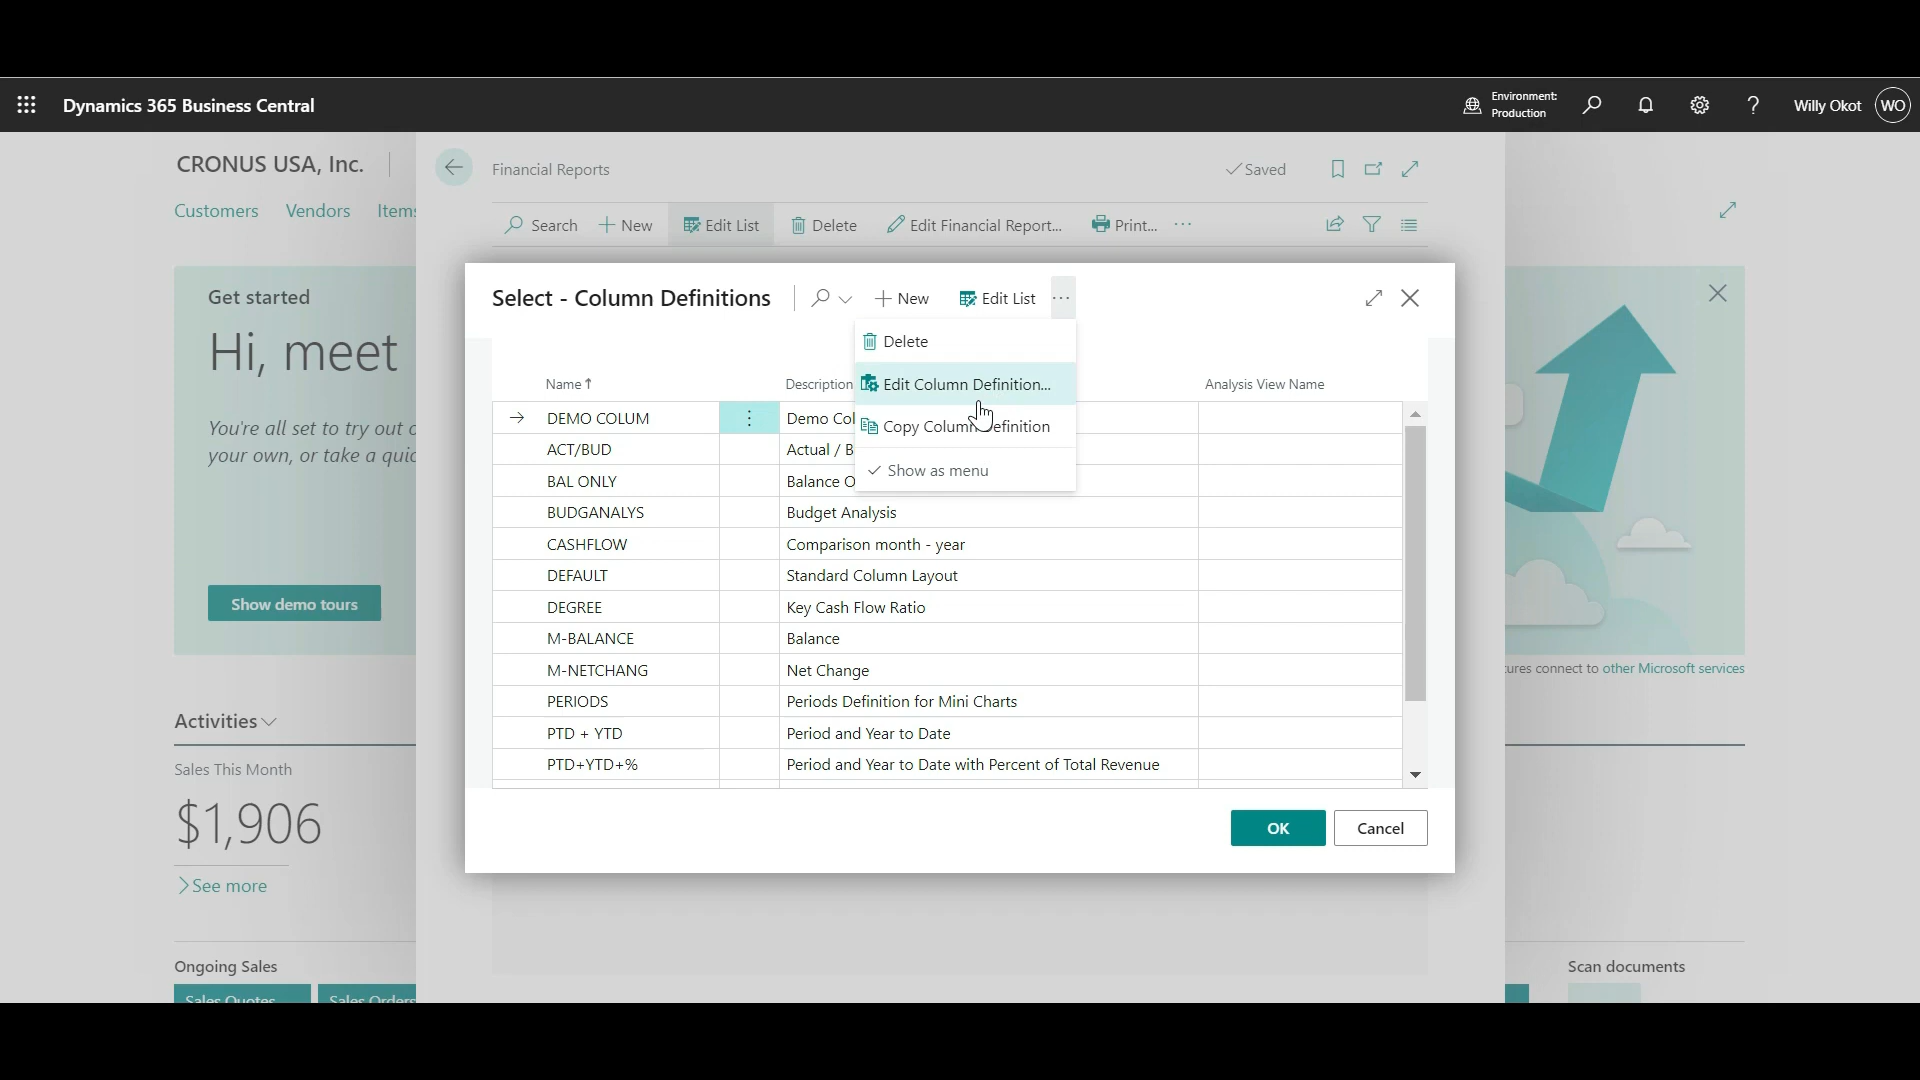 Dynamics 365 Business Central
Environment:
Production
Willy Okot
WO
CRONUS USA, Inc.
Customers Vendors Items
Financial Reports
Saved
Search New Edit List Delete Edit Financial Report... Print... ...
Get started
Hi, meet
You're all set to try out
your own, or take a
Show demo tours
Select - Column Definitions
New Edit List ...
Delete
Edit Column Definition...
Copy Column
Show as menu
Name ↑ Description Analysis View Name
DEMO COLUM Demo
ACT/BUD Actual /
BAL ONLY Balance
BUDGANALYS Budget Analysis
CASHFLOW Comparison month - year
DEFAULT Standard Column Layout
DEGREE Key Cash Flow Ratio
M-BALANCE Balance
M-NETCHANG Net Change
PERIODS Periods Definition for Mini Charts
PTD + YTD Period and Year to Date
PTD+YTD+% Period and Year to Date with Percent of Total Revenue
OK Cancel
connect to other Microsoft services
Activities
Sales This Month
$1,906
See more
Ongoing Sales
Scan documents
Sales Quotes Sales Orders